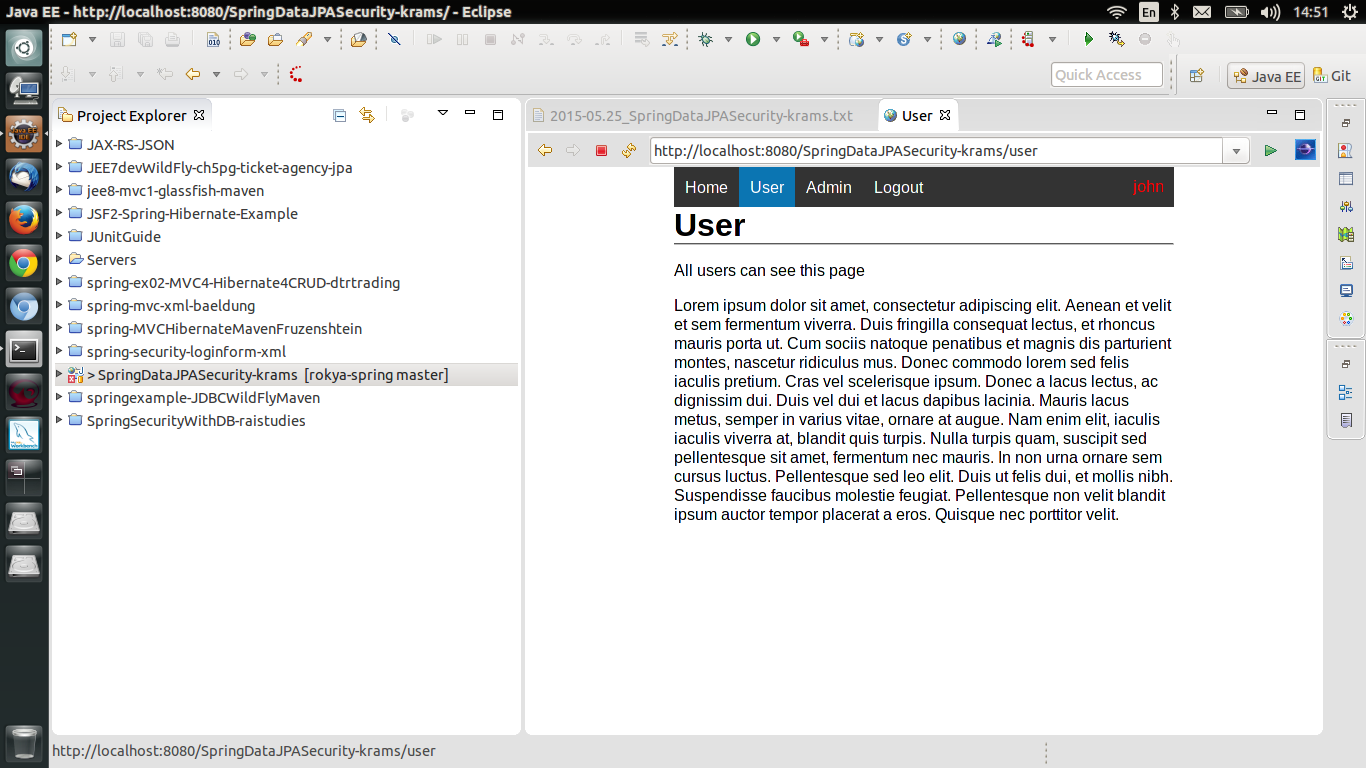 Java EE - http://localhost:8080/SpringDataJPASecurity-krams/ - Eclipse
En
14:51
010
Quick Access
Java EE
GIT
Git
Project Explorer
2015-05.25_SpringDataJPASecurity-krams.txt
User
JAX-RS-JSON
JEE7devWildFly-ch5pg-ticket-agency-jpa
jee8-mvc1-glassfish-maven
JSF2-Spring-Hibernate-Example
JUnitGuide
Servers
spring-ex02-MVC4-Hibernate4CRUD-dtrtrading
spring-mvc-xml-baeldung
spring-MVCHibernateMavenFruzenshtein
spring-security-loginform-xml
> SpringDataJPASecurity-krams [rokya-spring master]
springexample-JDBCWildFlyMaven
SpringSecurityWithDB-raistudies
http://localhost:8080/SpringDataJPASecurity-krams/user
Home User Admin Logout john
User
All users can see this page
Lorem ipsum dolor sit amet, consectetur adipiscing elit. Aenean et velit
et sem fermentum viverra. Duis fringilla consequat lectus, et rhoncus
mauris porta ut. Cum sociis natoque penatibus et magnis dis parturient
montes, nascetur ridiculus mus. Donec commodo lorem sed felis
iaculis pretium. Cras vel scelerisque ipsum. Donec a lacus lectus, ac
dignissim dui. Duis vel dui et lacus dapibus lacinia. Mauris lacus
metus, semper in varius vitae, ornare at augue. Nam enim elit, iaculis
iaculis viverra at, blandit quis turpis. Nulla turpis quam, suscipit sed
pellentesque sit amet, fermentum nec mauris. In non urna ornare sem
cursus luctus. Pellentesque sed leo elit. Duis ut felis dui, et mollis nibh.
Suspendisse faucibus molestie feugiat. Pellentesque non velit blandit
ipsum auctor tempor placerat a eros. Quisque nec porttitor velit.
http://localhost:8080/SpringDataJPASecurity-krams/user
Java EE
IDE
Workbench